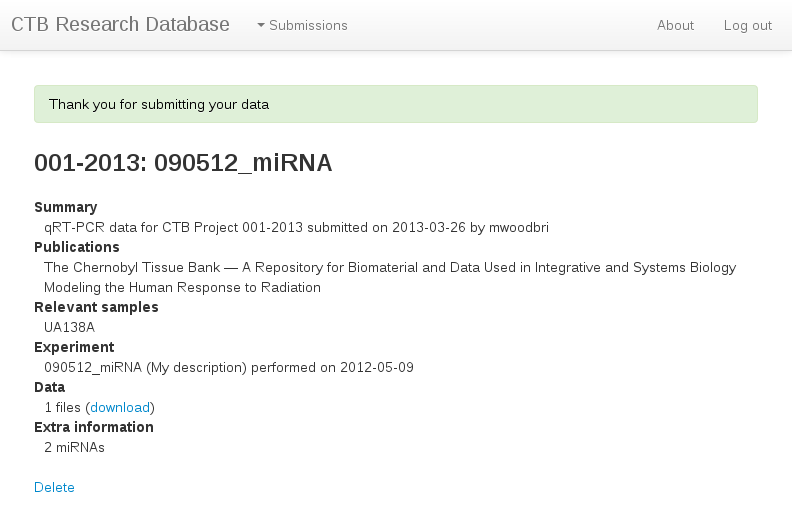 CTB Research Database Submissions About Log out
Thank you for submitting your data
001-2013: 090512_miRNA
Summary
qRT-PCR data for CTB Project 001-2013 submitted on 2013-03-26 by mwoodbri
Publications
The Chernobyl Tissue Bank — A Repository for Biomaterial and Data Used in Integrative and Systems Biology
Modeling the Human Response to Radiation
Relevant samples
UA138A
Experiment
090512_miRNA (My description) performed on 2012-05-09
Data
1 files (download)
Extra information
2 miRNAs
Delete